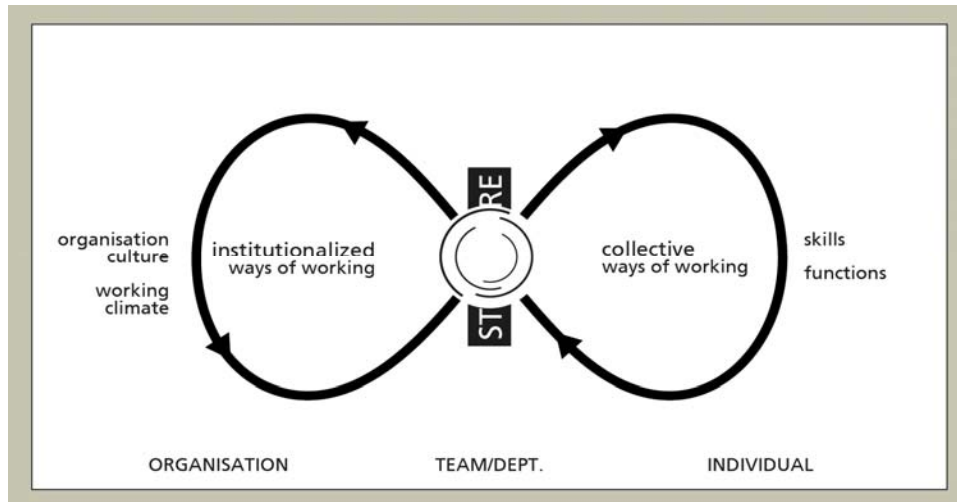 organisation
culture
working
climate
institutionalized
ways of working
collective
ways of working
skills
functions
ORGANISATION
TEAM/DEPT.
INDIVIDUAL